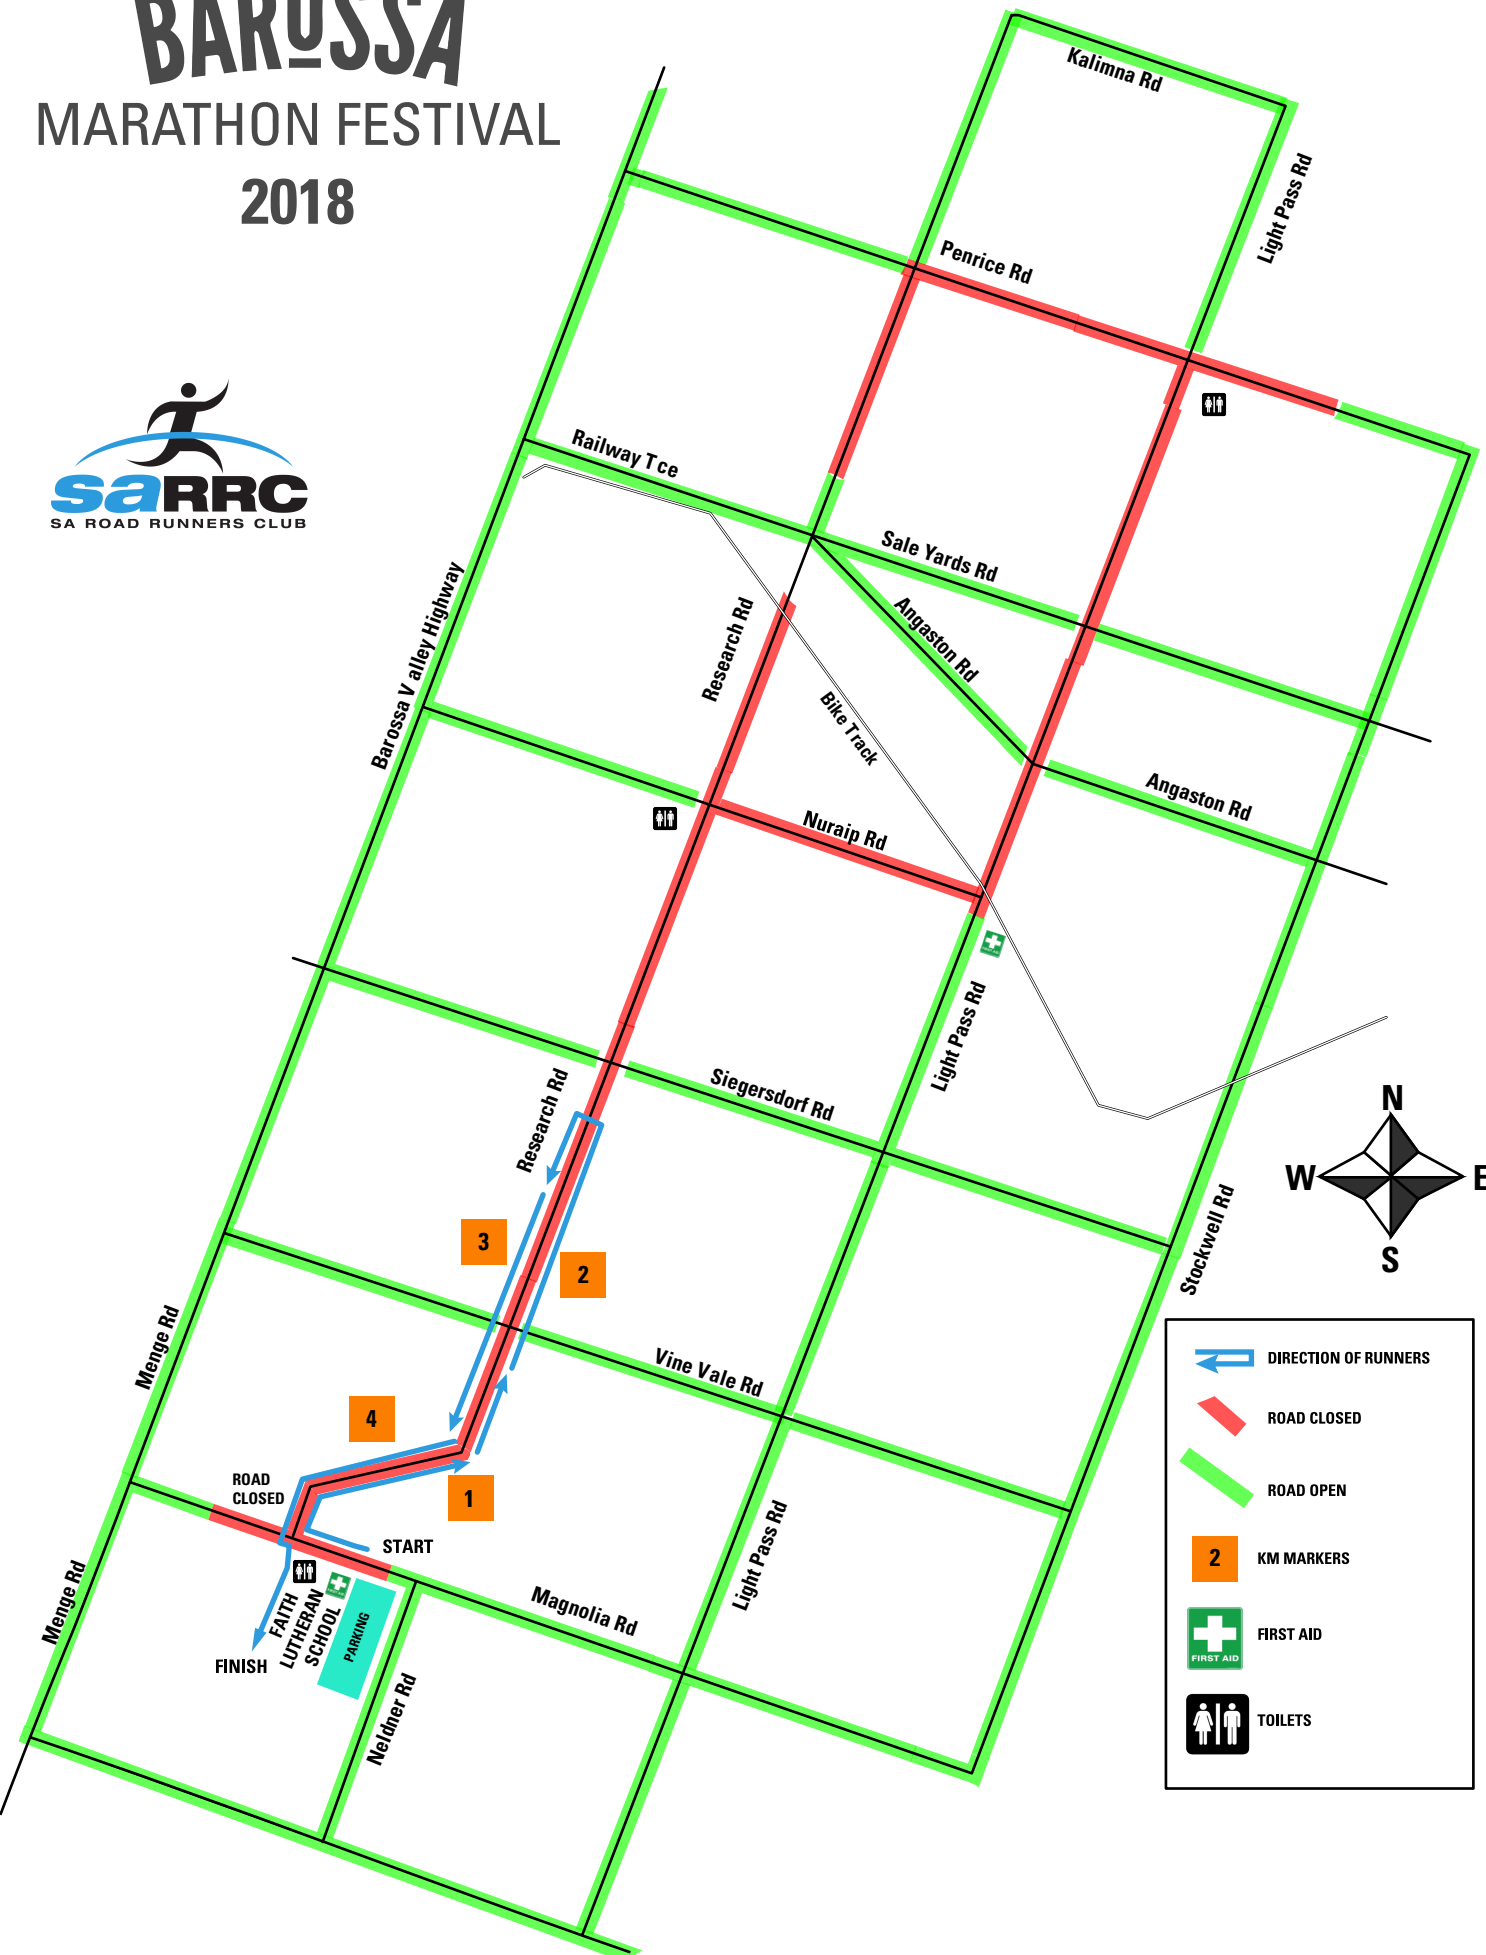 BAROSSA
MARATHON FESTIVAL
2018
Kalimna Rd
Light Pass Rd
Penrice Rd
saRRC
SA ROAD RUNNERS CLUB
Railway Tce
Sale Yards Rd
Barossa V alley Highway
Research Rd
Angaston Rd
Bike Track
Angaston Rd
Nuraip Rd
Light Pass Rd
Siegersdorf Rd
Research Rd
N
W
E
S
Stockwell Rd
3
2
Menge Rd
Vine Vale Rd
4
ROAD
CLOSED
1
START
Light Pass Rd
Menge Rd
FAITH
LUTHERAN
SCHOOL
FIRST AID
PARKING
Magnolia Rd
FINISH
Neldner Rd
DIRECTION OF RUNNERS
ROAD CLOSED
ROAD OPEN
2
KM MARKERS
FIRST AID
FIRST AID
TOILETS